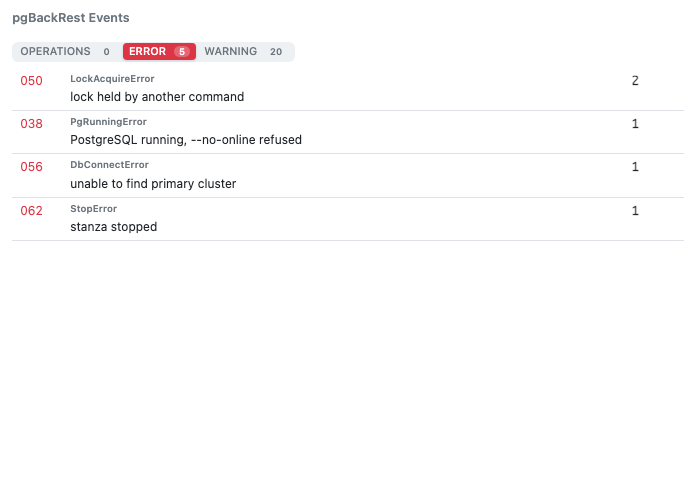 pgBackRest Events
OPERATIONS 0 ERROR 5 WARNING 20
050 LockAcquireError 2
lock held by another command
038 PgRunningError 1
PostgreSQL running, --no-online refused
056 DbConnectError 1
unable to find primary cluster
062 StopError 1
stanza stopped